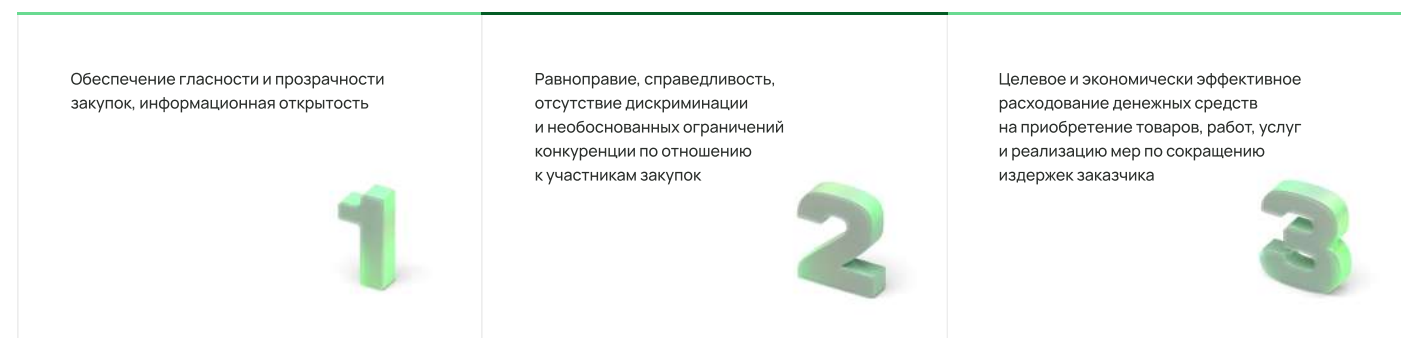 Обеспечение гласности и прозрачности
закупок, информационная открытость
1
Равноправие, справедливость,
отсутствие дискриминации
и необоснованных ограничений
конкуренции по отношению
к участникам закупок
2
Целевое и экономически эффективное
расходование денежных средств
на приобретение товаров, работ, услуг
и реализацию мер по сокращению
издержек заказчика
3